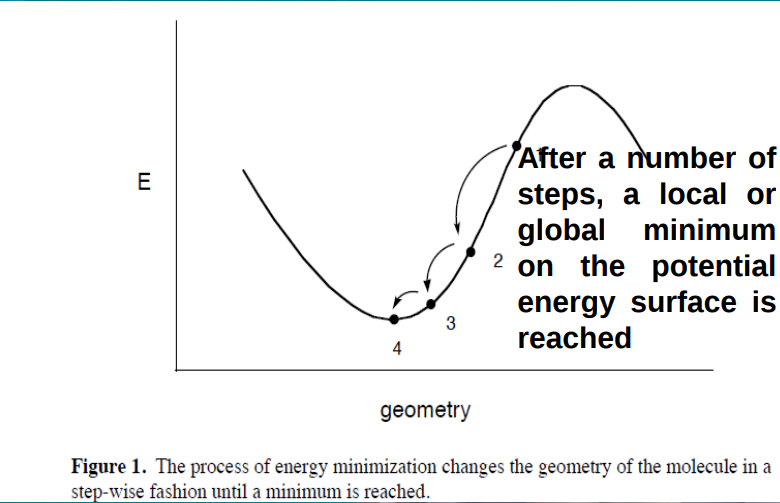 E
After a number of
steps, a local or
global minimum
on the potential
energy surface is
reached
2
3
4
geometry
Figure 1. The process of energy minimization changes the geometry of the molecule in a
step-wise fashion until a minimum is reached.